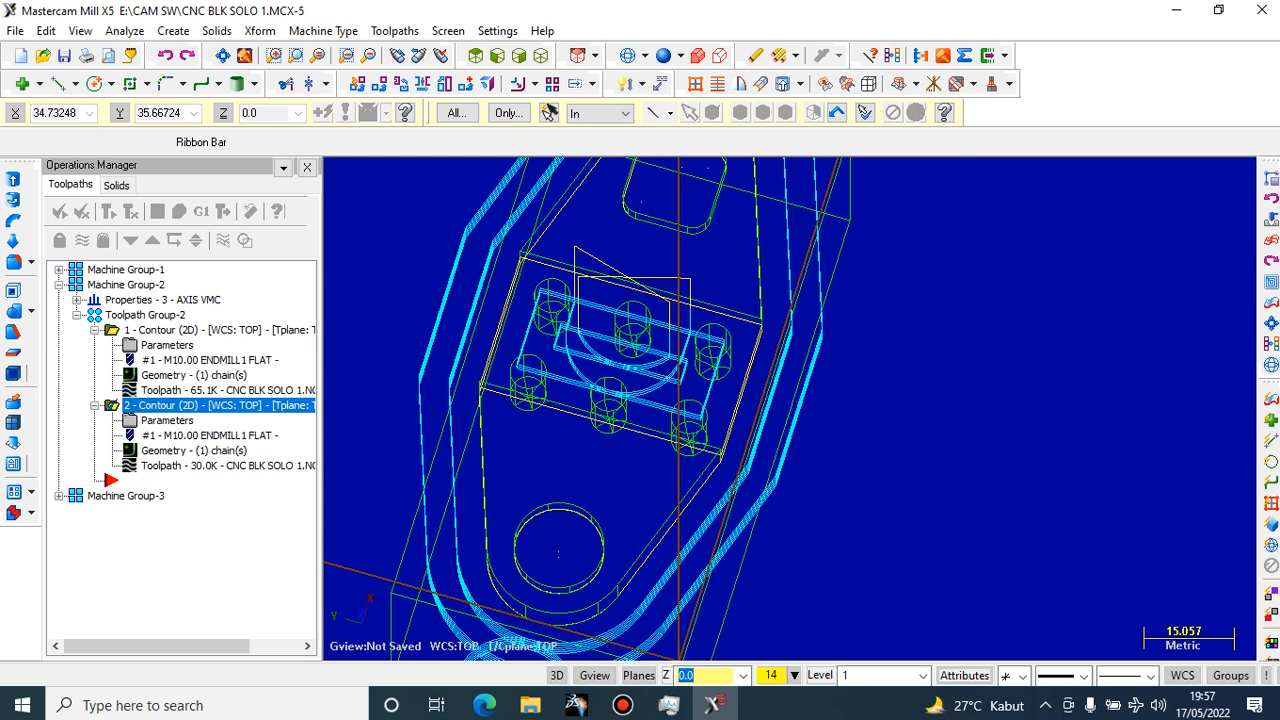 Mastercam Mill X5 E:\CAM SW\CNC BLK SOLO 1.MCX-5
File Edit View Analyze Create Solids Xform Machine Type Toolpaths Screen Settings Help
G1
X 34.73248 Y 35.66724 Z 0.0 All... Only... In
Ribbon Bar
Operations Manager
Toolpaths Solids
G1
Machine Group-1
Machine Group-2
Properties - 3 - AXIS VMC
Toolpath Group-2
1 - Contour (2D) - [WCS: TOP] - [Tplane: T
Parameters
#1 - M10.00 ENDMILL1 FLAT -
Geometry - (1) chain(s)
Toolpath - 65.1K - CNC BLK SOLO 1.NC
2 - Contour (2D) - [WCS: TOP] - [Tplane: T
Parameters
#1 - M10.00 ENDMILL1 FLAT -
Geometry - (1) chain(s)
Toolpath - 30.0K - CNC BLK SOLO 1.NC
Machine Group-3
X
Y
Z
Gview:Not Saved WCS:TOP T/Cplane:TOP
15.057
Metric
3D Gview Planes Z 0.0 14 Level 1 Attributes WCS Groups !
Type here to search
27°C Kabut
19:57
17/05/2022